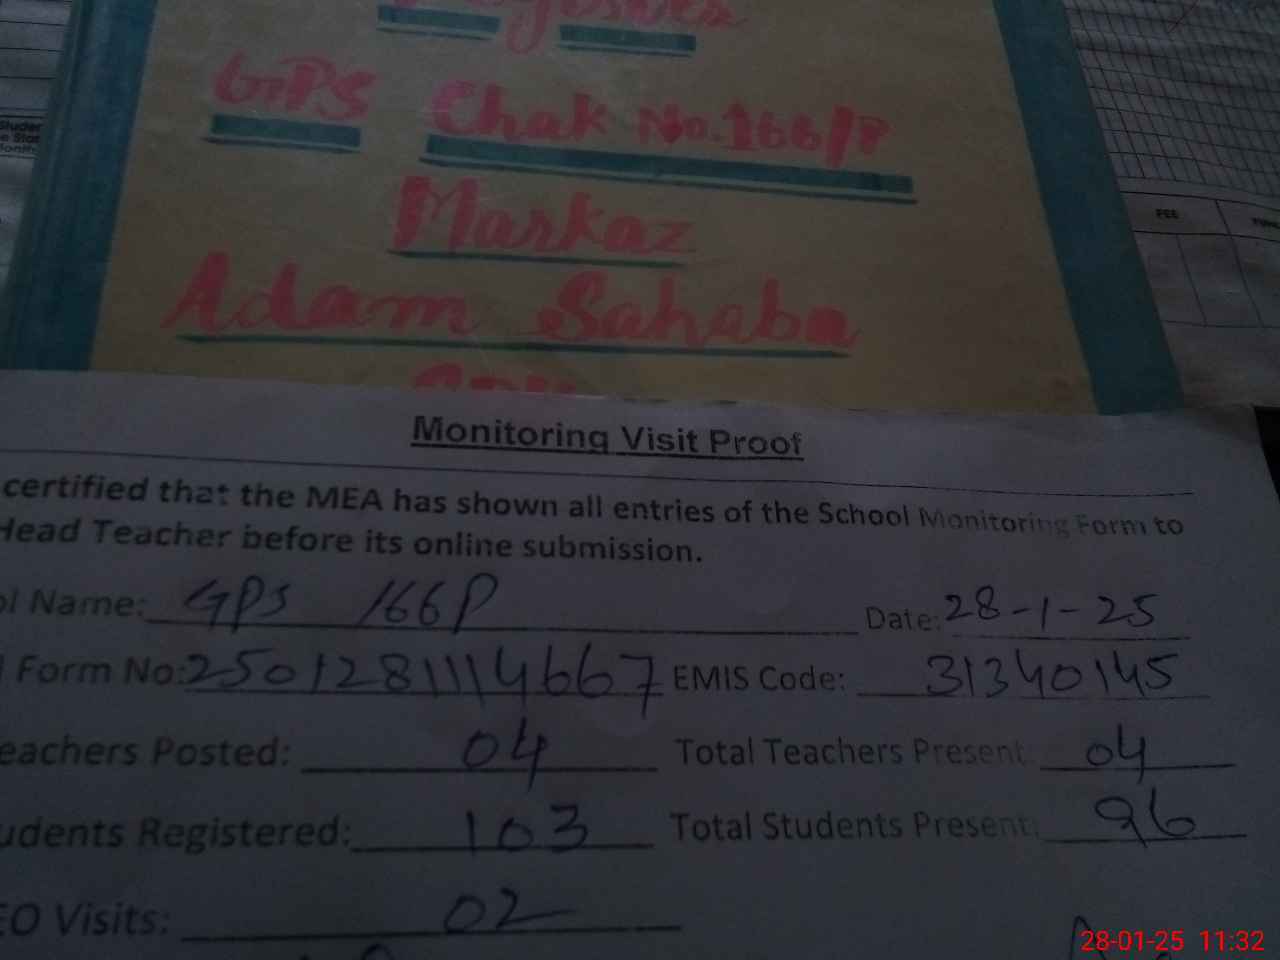 GPS Chak No.166/P
Markaz
Adam Sahaba
Monitoring Visit Proof
certified that the MEA has shown all entries of the School Monitoring Form to
Head Teacher before its online submission.
Name: GPS 166P Date: 28-1-25
Form No: 25012811114667 EMIS Code: 31340145
eachers Posted: 04 Total Teachers Present: 04
udents Registered: 103 Total Students Present: 96
EO Visits: 02
FEE
28-01-25 11:32